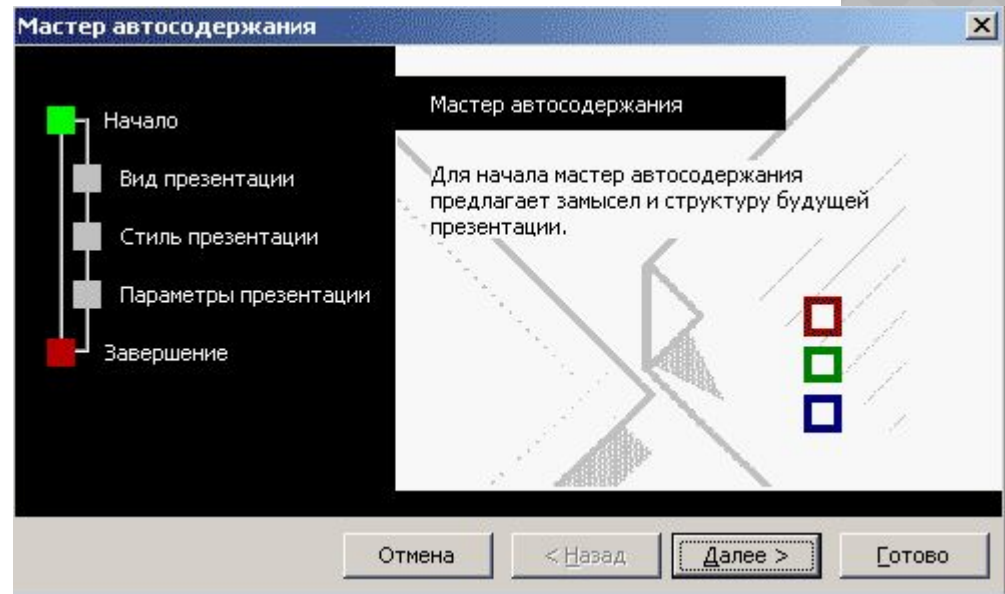 Мастер автосодержания
Начало
Вид презентации
Стиль презентации
Параметры презентации
Завершение
Мастер автосодержания
Для начала мастер автосодержания
предлагает замысел и структуру будущей
презентации.
Отмена
< Назад
Далее >
Готово